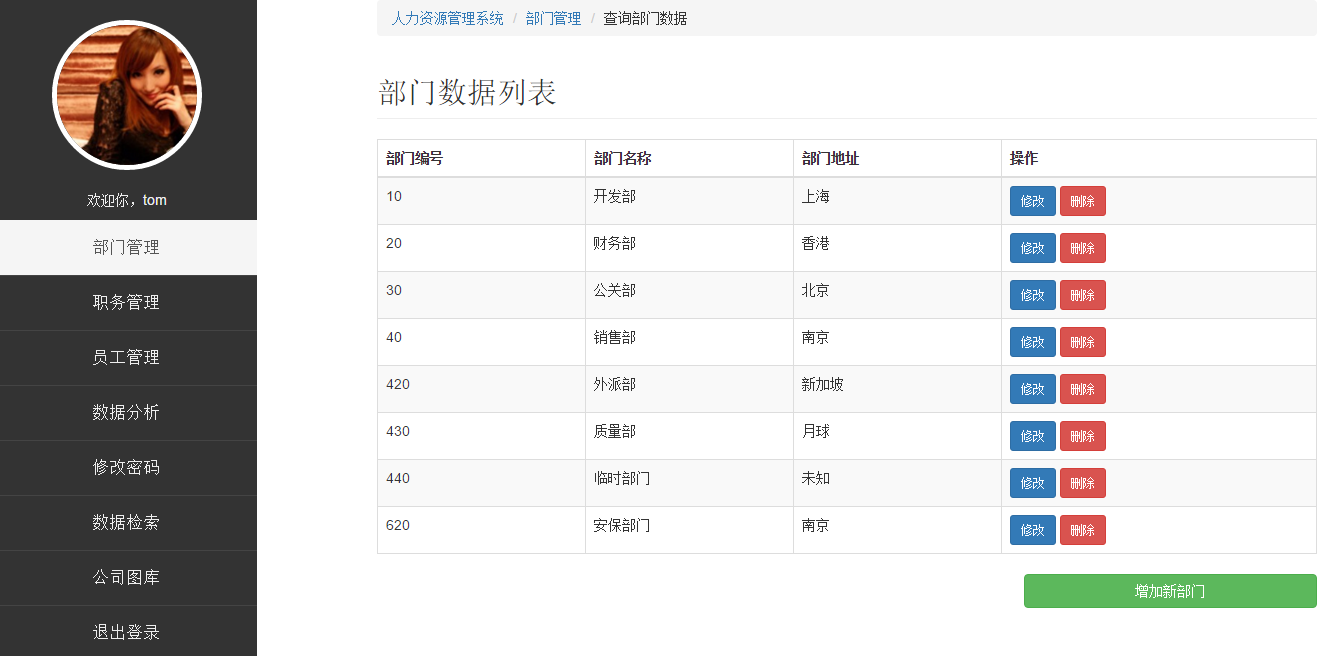 人力资源管理系统 / 部门管理 / 查询部门数据
欢迎你，tom
部门管理
职务管理
员工管理
数据分析
修改密码
数据检索
公司图库
退出登录
部门数据列表
部门编号 部门名称 部门地址 操作
10 开发部 上海 修改 删除
20 财务部 香港 修改 删除
30 公关部 北京 修改 删除
40 销售部 南京 修改 删除
420 外派部 新加坡 修改 删除
430 质量部 月球 修改 删除
440 临时部门 未知 修改 删除
620 安保部门 南京 修改 删除
增加新部门